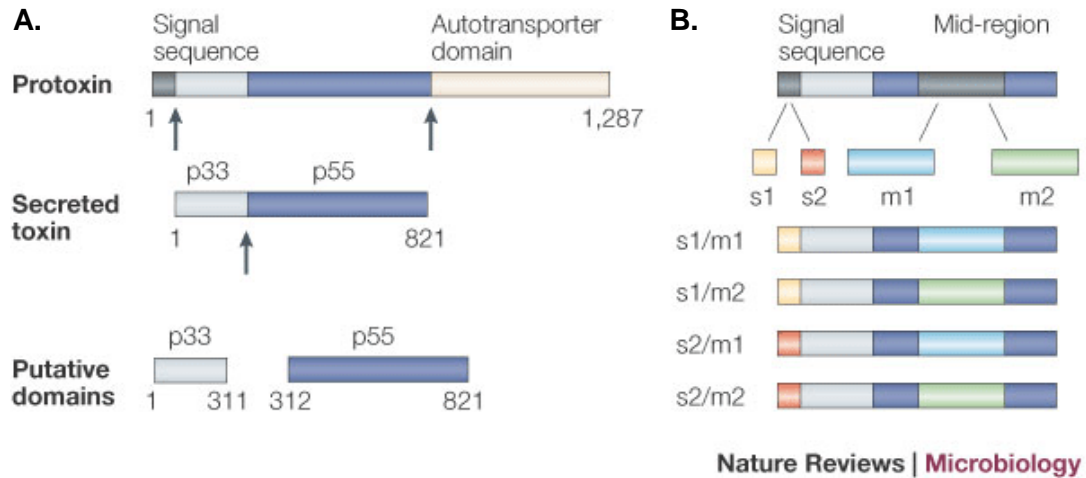 A.
Signal
sequence
Autotransporter
domain
Protoxin
1
1,287
p33
p55
Secreted
toxin
1
821
p33
p55
Putative
domains
1
311
312
821
B.
Signal
sequence
Mid-region
s1
s2
m1
m2
s1/m1
s1/m2
s2/m1
s2/m2
Nature Reviews | Microbiology